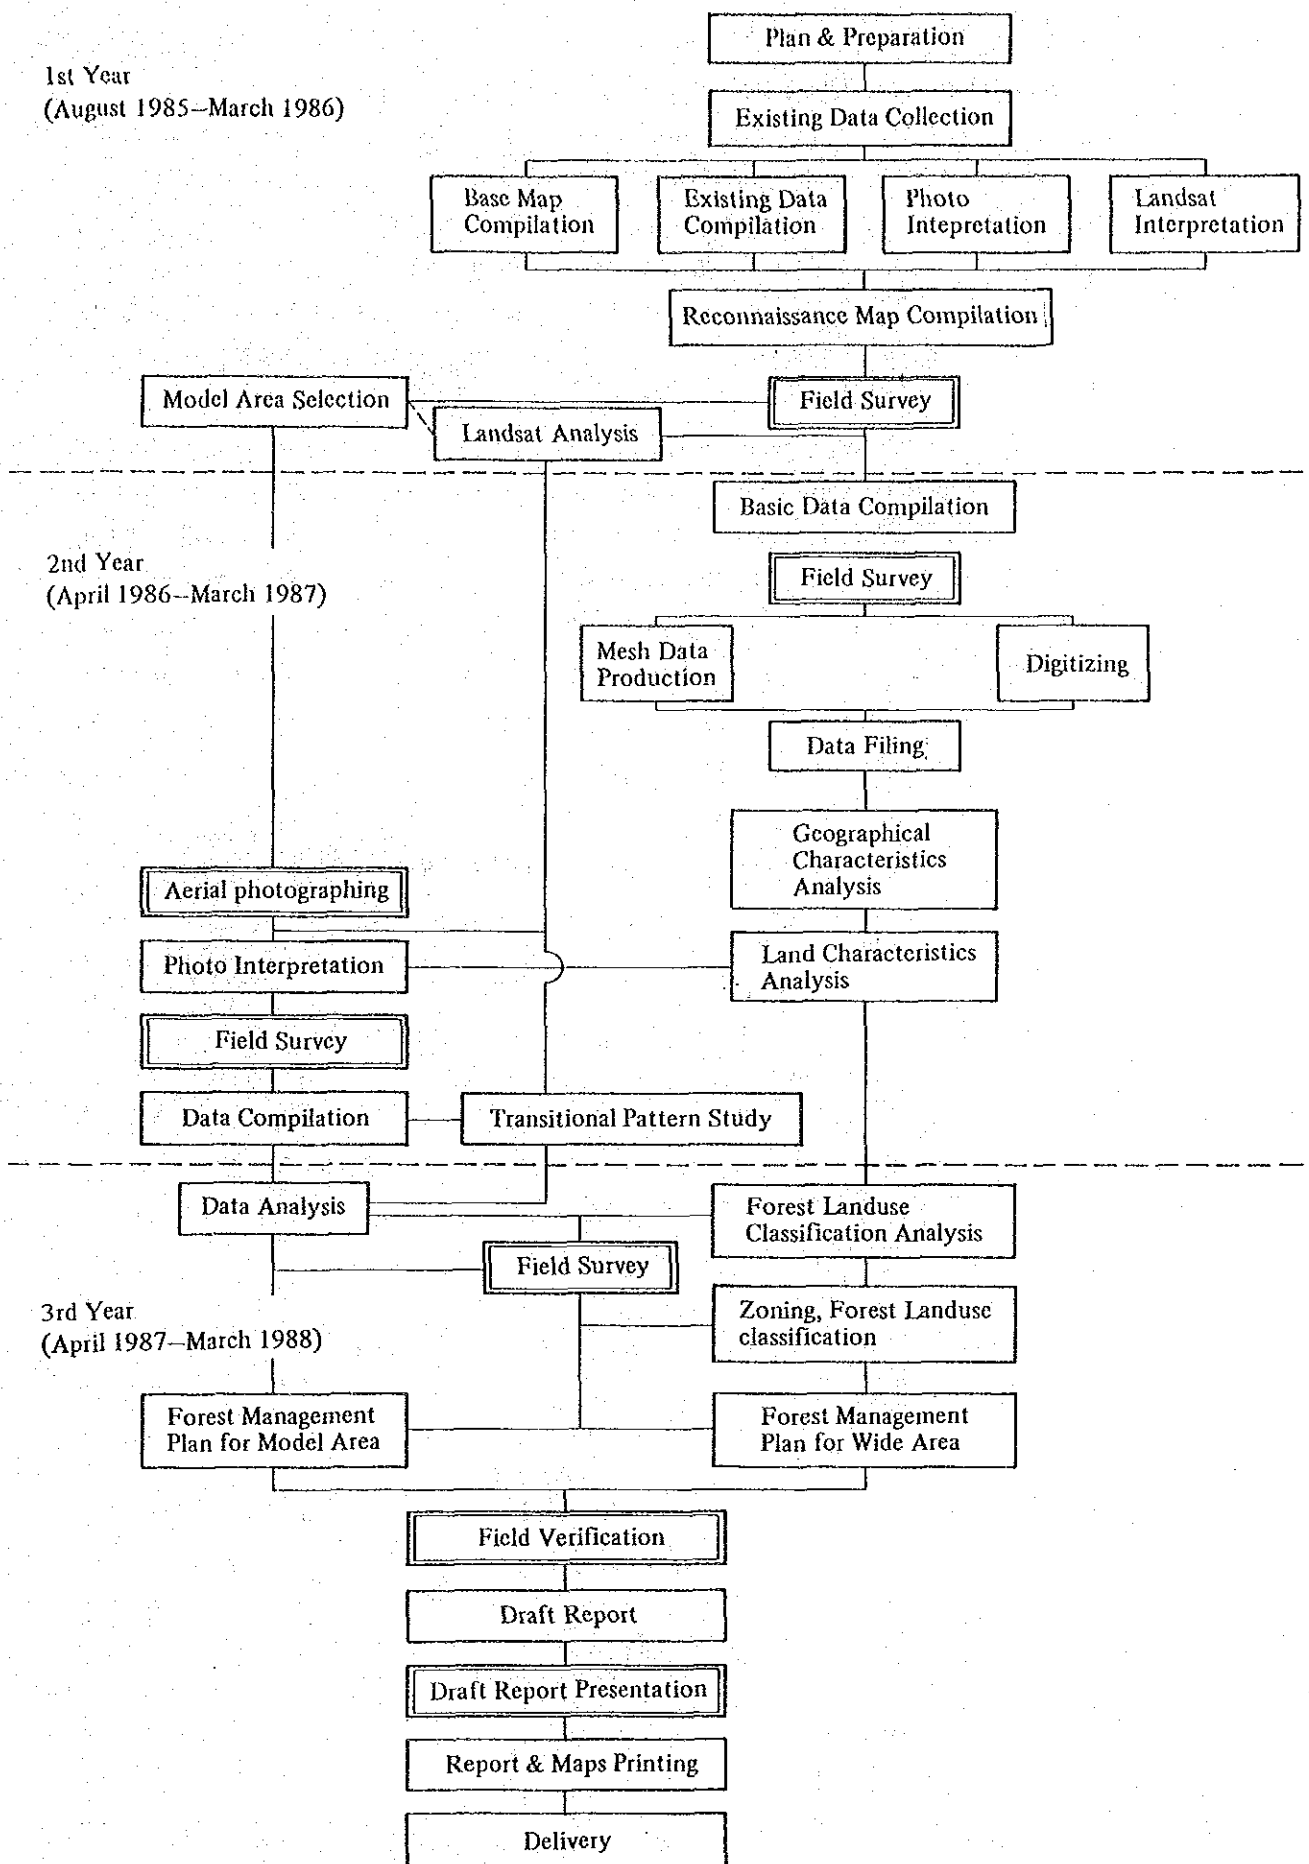 Plan & Preparation
1st Year
(August 1985–March 1986)
Existing Data Collection
Base Map
Compilation
Existing Data
Compilation
Photo
Intepretation
Landsat
Interpretation
Reconnaissance Map Compilation
Model Area Selection
Field Survey
Landsat Analysis
Basic Data Compilation
2nd Year
(April 1986–March 1987)
Field Survey
Mesh Data
Production
Digitizing
Data Filing
Geographical
Characteristics
Analysis
Aerial photographing
Photo Interpretation
Land Characteristics
Analysis
Field Survey
Data Compilation
Transitional Pattern Study
Data Analysis
Forest Landuse
Classification Analysis
Field Survey
3rd Year
(April 1987–March 1988)
Zoning, Forest Landuse
classification
Forest Management
Plan for Model Area
Forest Management
Plan for Wide Area
Field Verification
Draft Report
Draft Report Presentation
Report & Maps Printing
Delivery